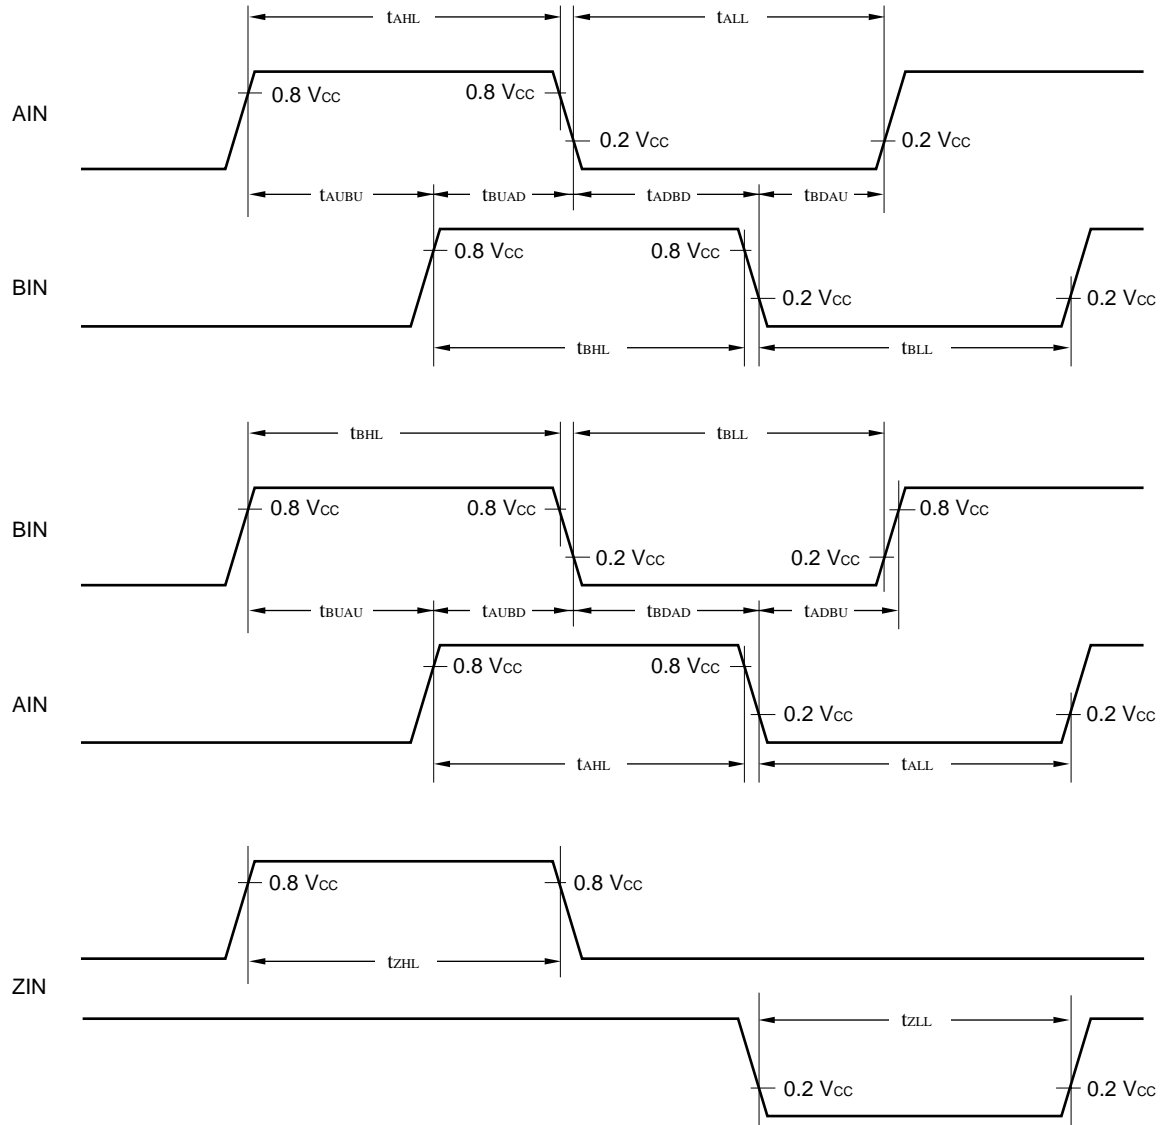 tAHL tALL
AIN 0.8 VCC 0.8 VCC
0.2 VCC 0.2 VCC
tAUBU tBUAD tADBD tBDAU
0.8 VCC 0.8 VCC
BIN 0.2 VCC 0.2 VCC
tBHL tBLL
tBHL tBLL
BIN 0.8 VCC 0.8 VCC 0.8 VCC
0.2 VCC 0.2 VCC
tBUAU tAUBD tBDAD tADBU
0.8 VCC 0.8 VCC
AIN 0.2 VCC 0.2 VCC
tAHL tALL
0.8 VCC 0.8 VCC
tZHL
ZIN
tZLL
0.2 VCC 0.2 VCC